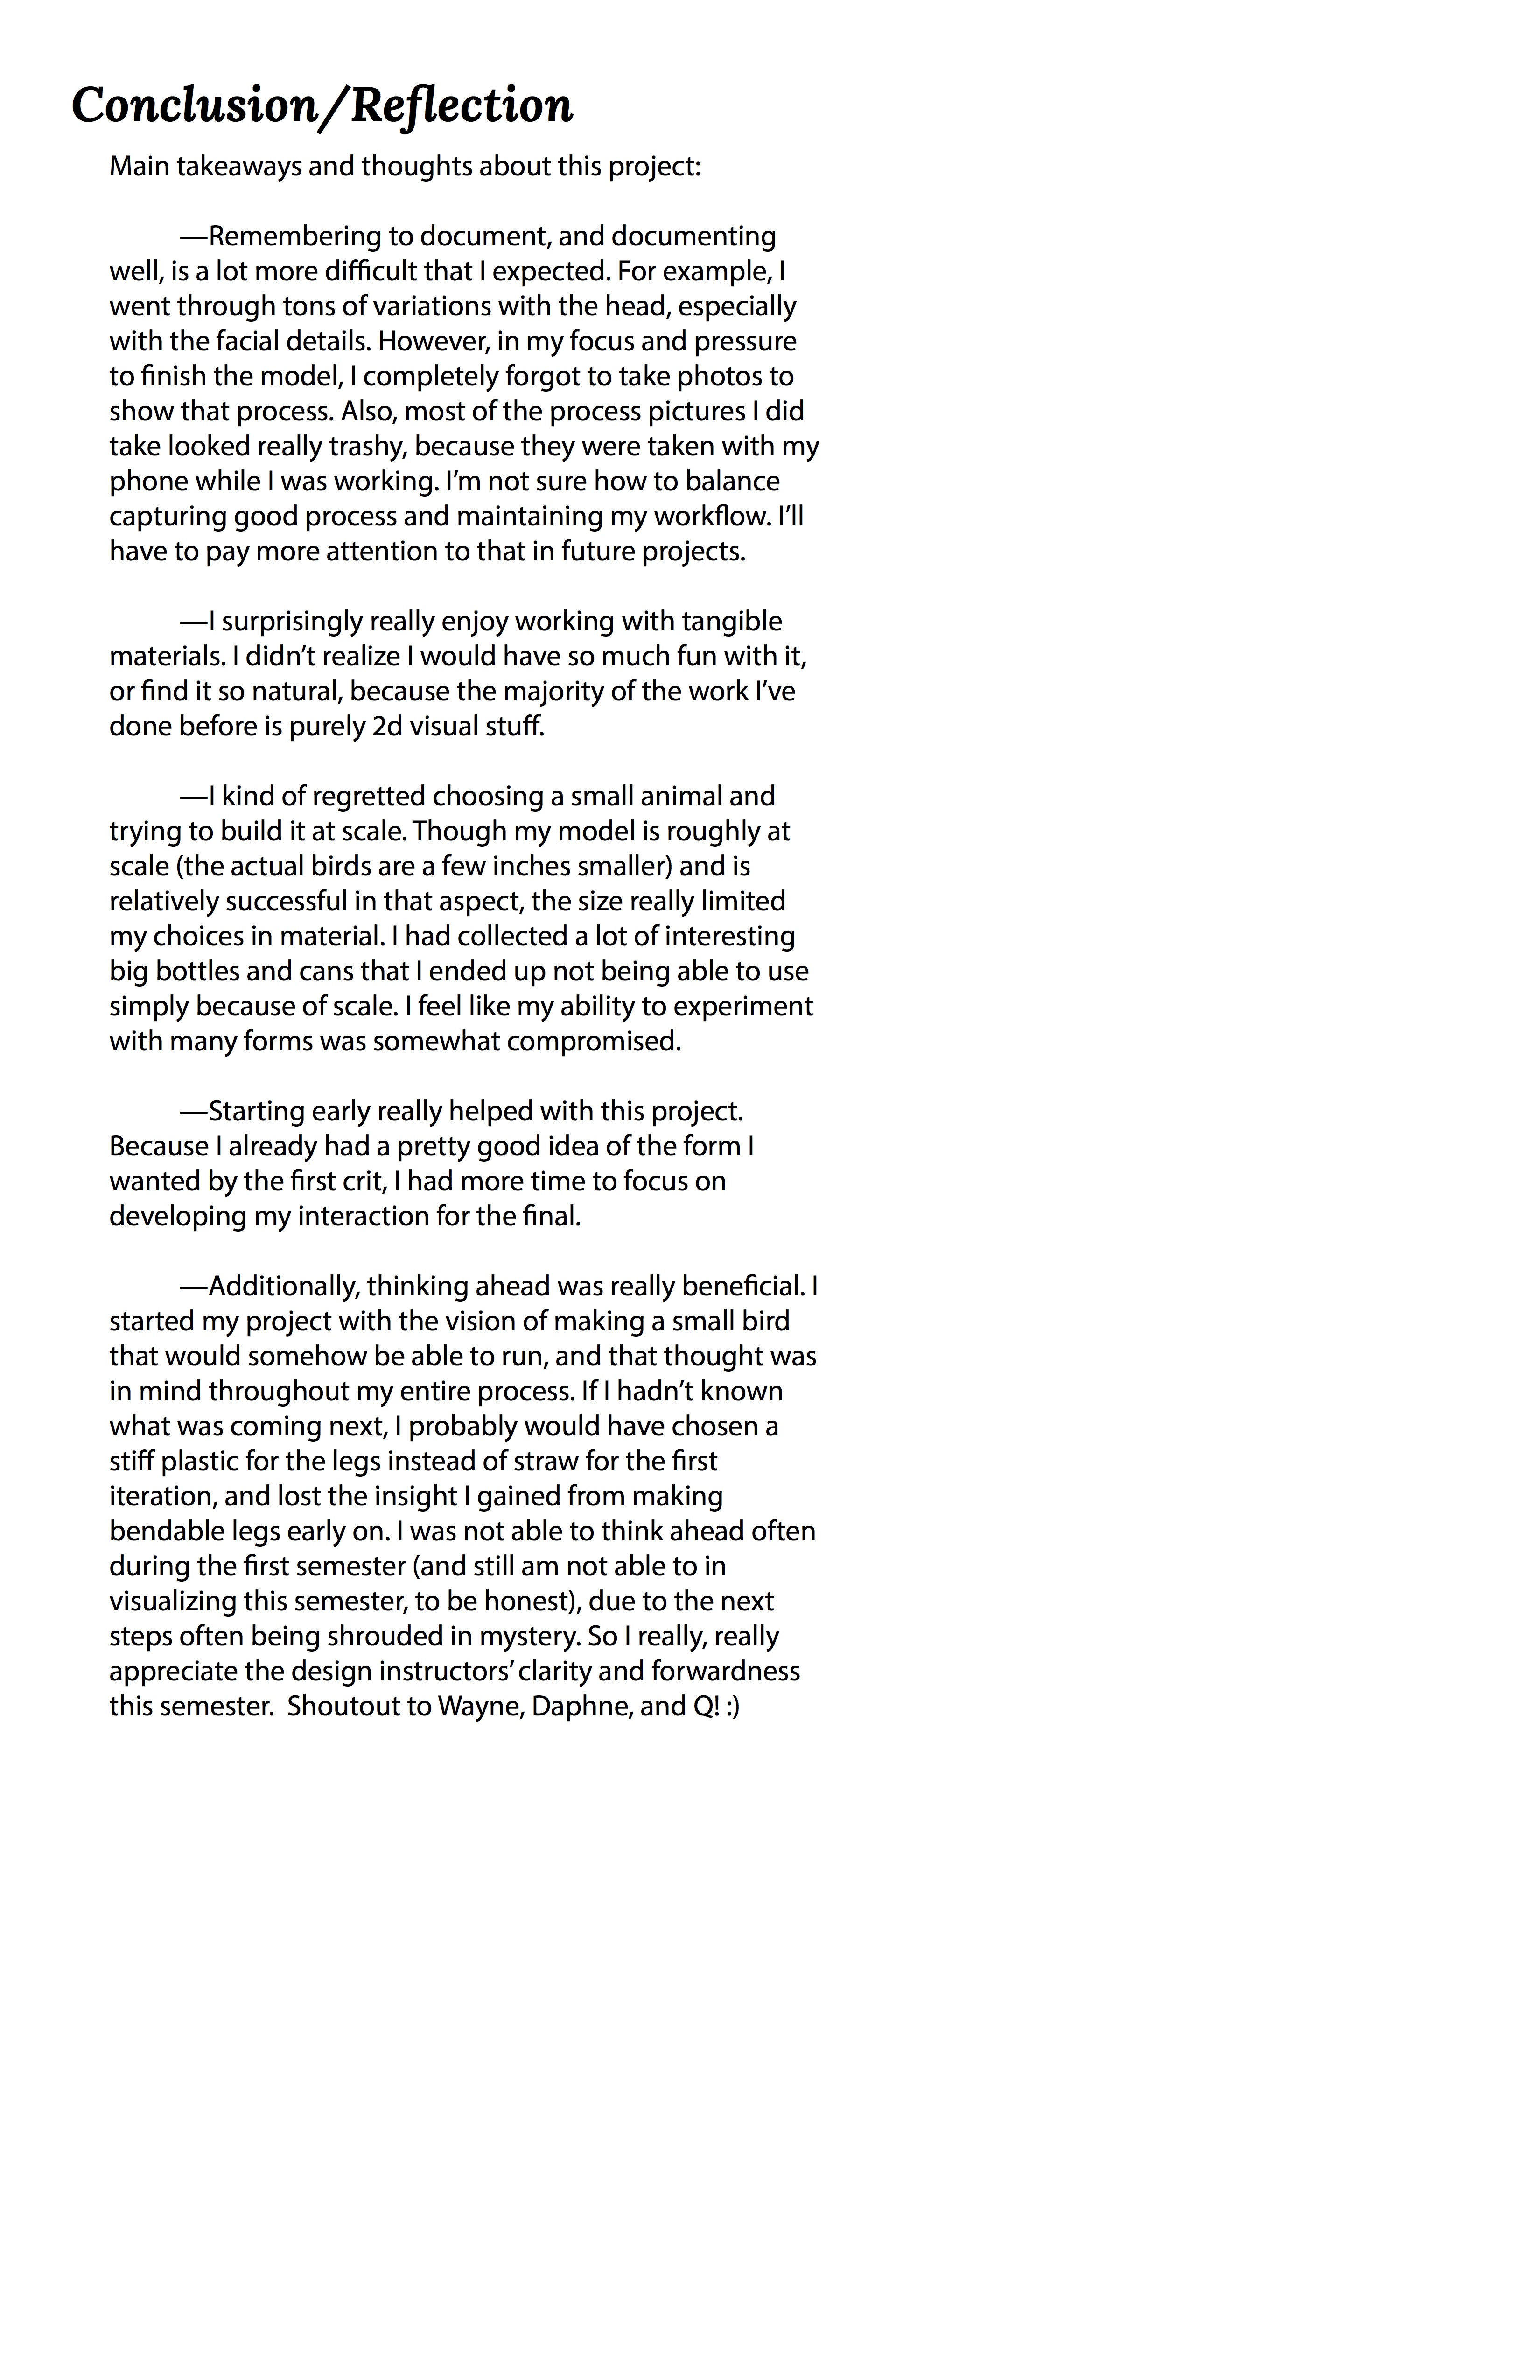 Conclusion/Reflection
Main takeaways and thoughts about this project:
—Remembering to document, and documenting
well, is a lot more difficult that I expected. For example, I
went through tons of variations with the head, especially
with the facial details. However, in my focus and pressure
to finish the model, I completely forgot to take photos to
show that process. Also, most of the process pictures I did
take looked really trashy, because they were taken with my
phone while I was working. I’m not sure how to balance
capturing good process and maintaining my workflow. I’ll
have to pay more attention to that in future projects.
—I surprisingly really enjoy working with tangible
materials. I didn’t realize I would have so much fun with it,
or find it so natural, because the majority of the work I’ve
done before is purely 2d visual stuff.
—I kind of regretted choosing a small animal and
trying to build it at scale. Though my model is roughly at
scale (the actual birds are a few inches smaller) and is
relatively successful in that aspect, the size really limited
my choices in material. I had collected a lot of interesting
big bottles and cans that I ended up not being able to use
simply because of scale. I feel like my ability to experiment
with many forms was somewhat compromised.
—Starting early really helped with this project.
Because I already had a pretty good idea of the form I
wanted by the first crit, I had more time to focus on
developing my interaction for the final.
—Additionally, thinking ahead was really beneficial. I
started my project with the vision of making a small bird
that would somehow be able to run, and that thought was
in mind throughout my entire process. If I hadn’t known
what was coming next, I probably would have chosen a
stiff plastic for the legs instead of straw for the first
iteration, and lost the insight I gained from making
bendable legs early on. I was not able to think ahead often
during the first semester (and still am not able to in
visualizing this semester, to be honest), due to the next
steps often being shrouded in mystery. So I really, really
appreciate the design instructors’ clarity and forwardness
this semester.  Shoutout to Wayne, Daphne, and Q! :)